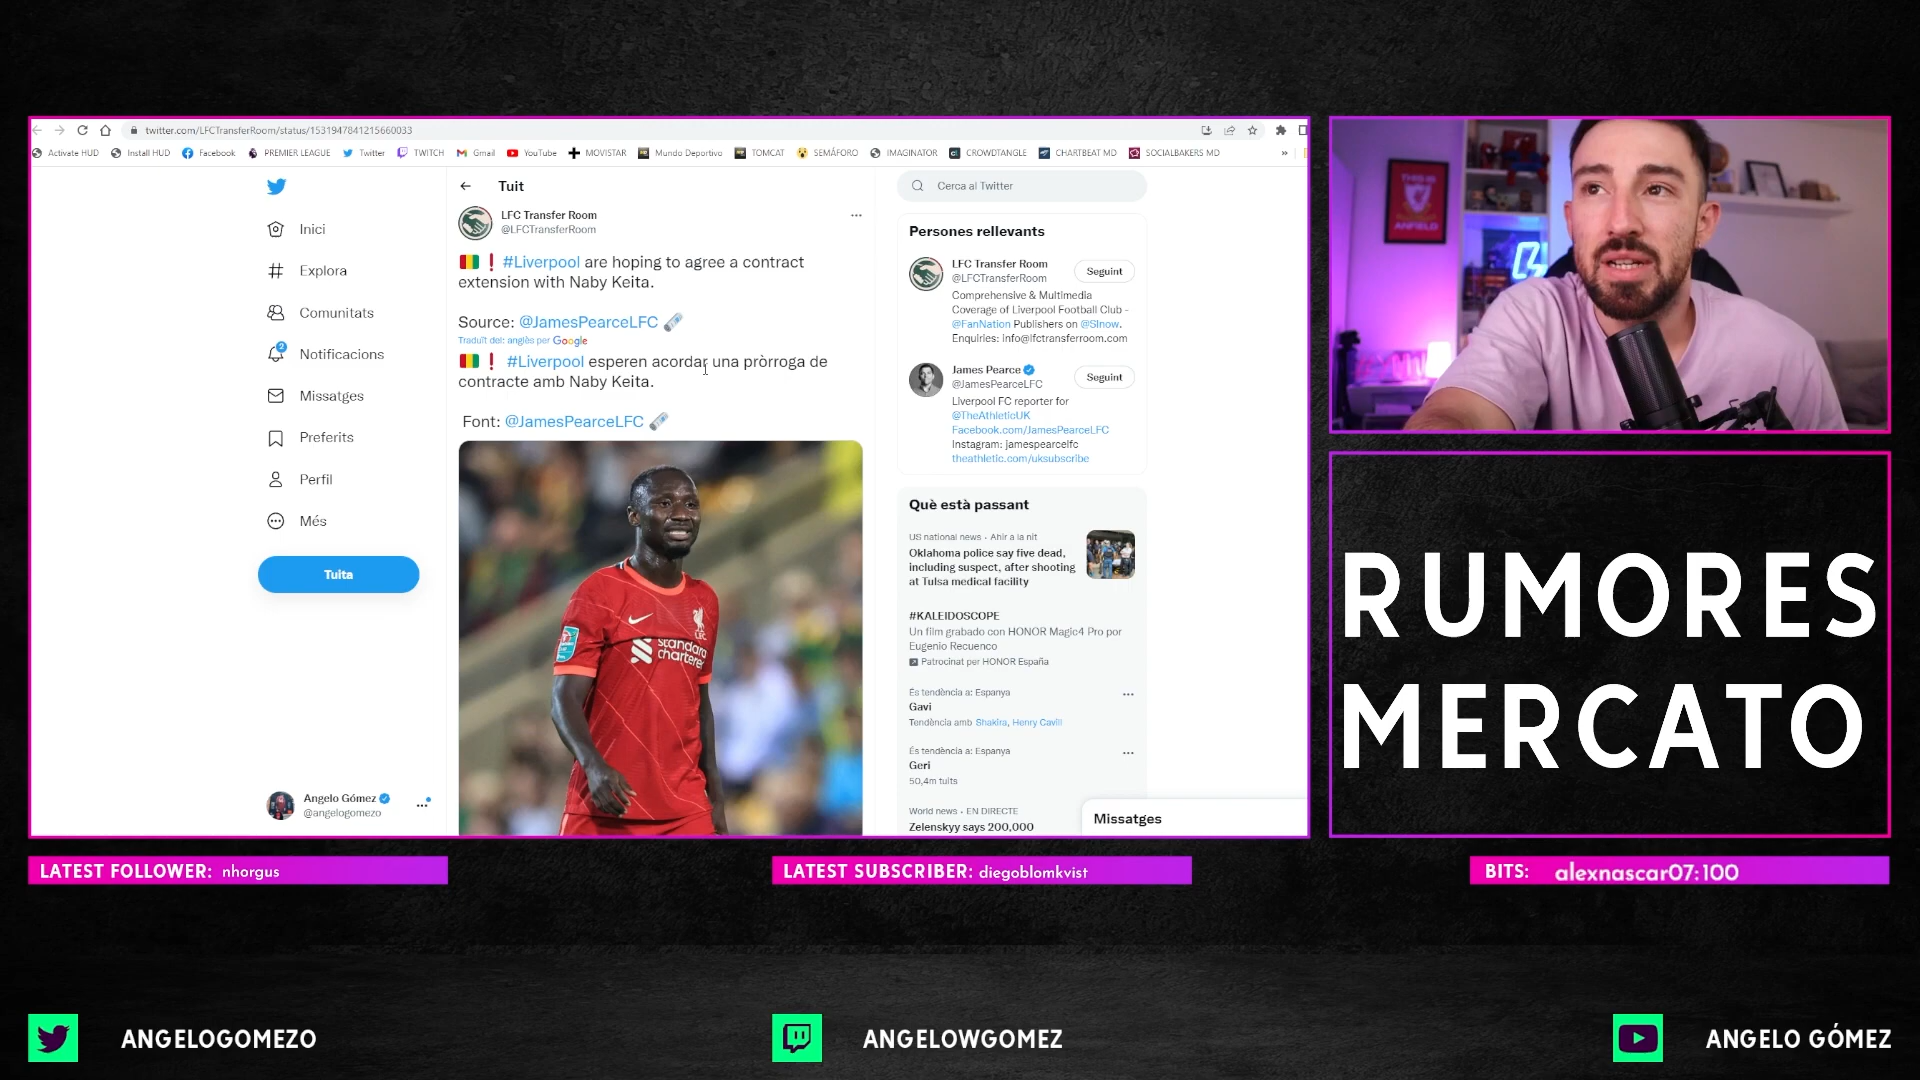 twitter.com/LFCTransferRoom/status/1531947841215660033
Activate HUD Install HUD Facebook PREMIER LEAGUE Twitter TWITCH Gmail YouTube MOVISTAR Mundo Deportivo TOMCAT SEMÁFORO IMAGINATOR CROWDTANGLE CHARTBEAT MD SOCIALBAKERS MD »
Inici
Explora
Comunitats
2
Notificacions
Missatges
Preferits
Perfil
Més
Tuita
Angelo Gómez
@angelogomezo
Tuit
LFC Transfer Room
@LFCTransferRoom
#Liverpool are hoping to agree a contract
extension with Naby Keita.
Source: @JamesPearceLFC
Traduït del: anglès per Google
#Liverpool esperen acordar una pròrroga de
contracte amb Naby Keita.
Font: @JamesPearceLFC
standard
chartered
Cerca al Twitter
Persones rellevants
LFC Transfer Room
@LFCTransferRoom
Seguint
Comprehensive & Multimedia
Coverage of Liverpool Football Club -
@FanNation Publishers on @SInow.
Enquiries: info@lfctransferroom.com
James Pearce
@JamesPearceLFC
Seguint
Liverpool FC reporter for
@TheAthleticUK
Facebook.com/JamesPearceLFC
Instagram: jamespearcelfc
theathletic.com/uksubscribe
Què està passant
US national news · Ahir a la nit
Oklahoma police say five dead,
including suspect, after shooting
at Tulsa medical facility
#KALEIDOSCOPE
Un film grabado con HONOR Magic4 Pro por
Eugenio Recuenco
Patrocinat per HONOR España
És tendència a: Espanya
Gavi
Tendència amb Shakira, Henry Cavill
És tendència a: Espanya
Geri
50,4m tuits
World news · EN DIRECTE
Zelenskyy says 200,000
Missatges
THIS IS
ANFIELD
RUMORES
MERCATO
LATEST FOLLOWER: nhorgus
LATEST SUBSCRIBER: diegoblomkvist
BITS: alexnascar07:100
ANGELOGOMEZO
ANGELOWGOMEZ
ANGELO GÓMEZ